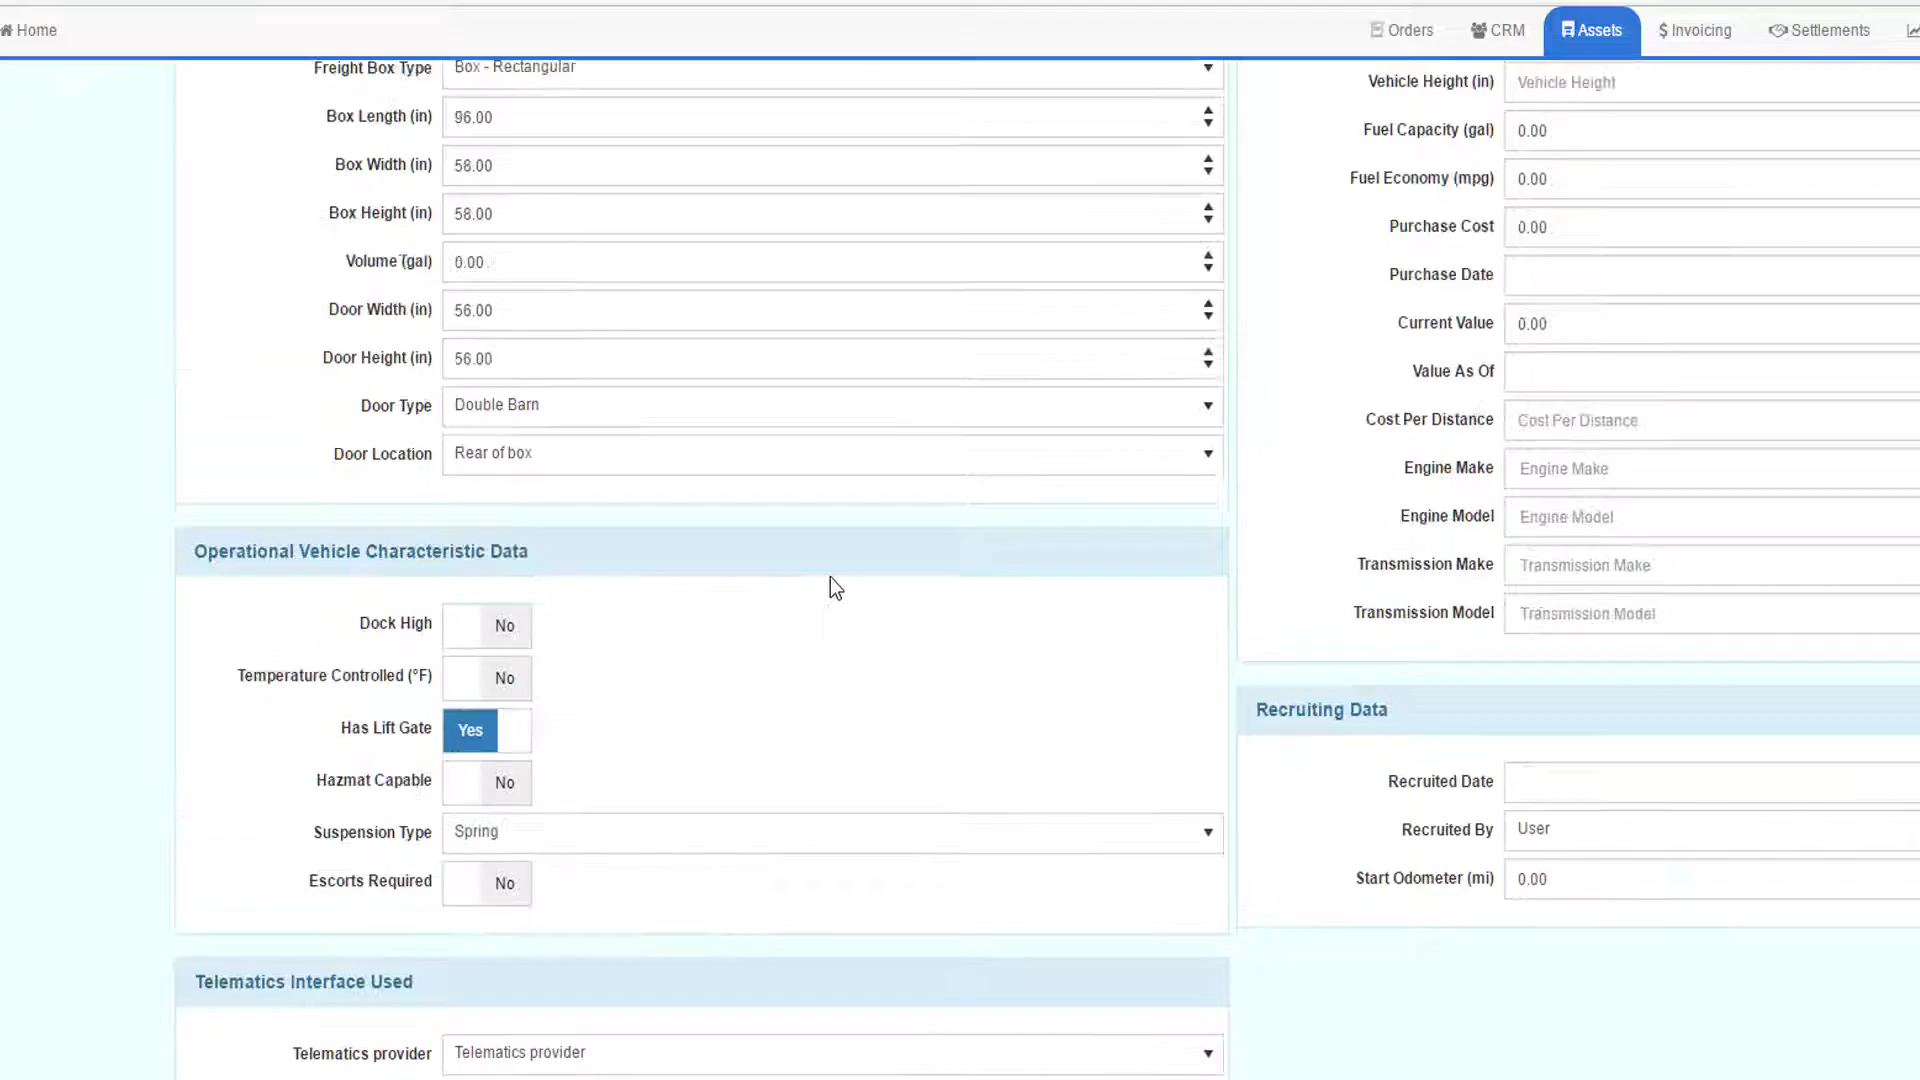 Home
Orders
CRM
Assets
$ Invoicing
Settlements
Freight Box Type Box - Rectangular
Box Length (in) 96.00
Box Width (in) 58.00
Box Height (in) 58.00
Volume (gal) 0.00
Door Width (in) 56.00
Door Height (in) 56.00
Door Type Double Barn
Door Location Rear of box
Operational Vehicle Characteristic Data
Dock High No
Temperature Controlled (°F) No
Has Lift Gate Yes
Hazmat Capable No
Suspension Type Spring
Escorts Required No
Telematics Interface Used
Telematics provider Telematics provider
Vehicle Height (in) Vehicle Height
Fuel Capacity (gal) 0.00
Fuel Economy (mpg) 0.00
Purchase Cost 0.00
Purchase Date
Current Value 0.00
Value As Of
Cost Per Distance Cost Per Distance
Engine Make Engine Make
Engine Model Engine Model
Transmission Make Transmission Make
Transmission Model Transmission Model
Recruiting Data
Recruited Date
Recruited By User
Start Odometer (mi) 0.00